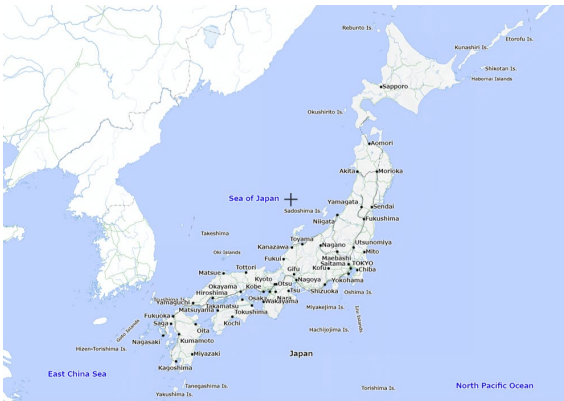 Rebunto Is.
Etorofu Is.
Kunashiri Is.
Shikotan Is.
Habomai Islands
Sapporo
Okushirito Is.
Aomori
Akita
Morioka
Sea of Japan
Yamagata
Sendai
Sadoshima Is.
Niigata
Fukushima
Takeshima
Toyama
Utsunomiya
Kanazawa
Nagano
Mito
Oki Islands
Maebashi
Fukui
Saitama
TOKYO
Gifu
Kofu
Chiba
Tottori
Matsue
Kyoto
Otsu
Nagoya
Yokohama
Okayama
Kobe
Tsu
Shizuoka
Oshima Is.
Hiroshima
Osaka
Nara
Yamaguchi
Wakayama
Takamatsu
Miyakejima Is.
Izu Islands
Matsuyama
Tokushima
Fukuoka
Kochi
Saga
Oita
Hachijojima Is.
Goto Islands
Nagasaki
Kumamoto
Hizen-Torishima Is.
Miyazaki
Japan
Kagoshima
East China Sea
Tanegashima Is.
Torishima Is.
North Pacific Ocean
Yakushima Is.